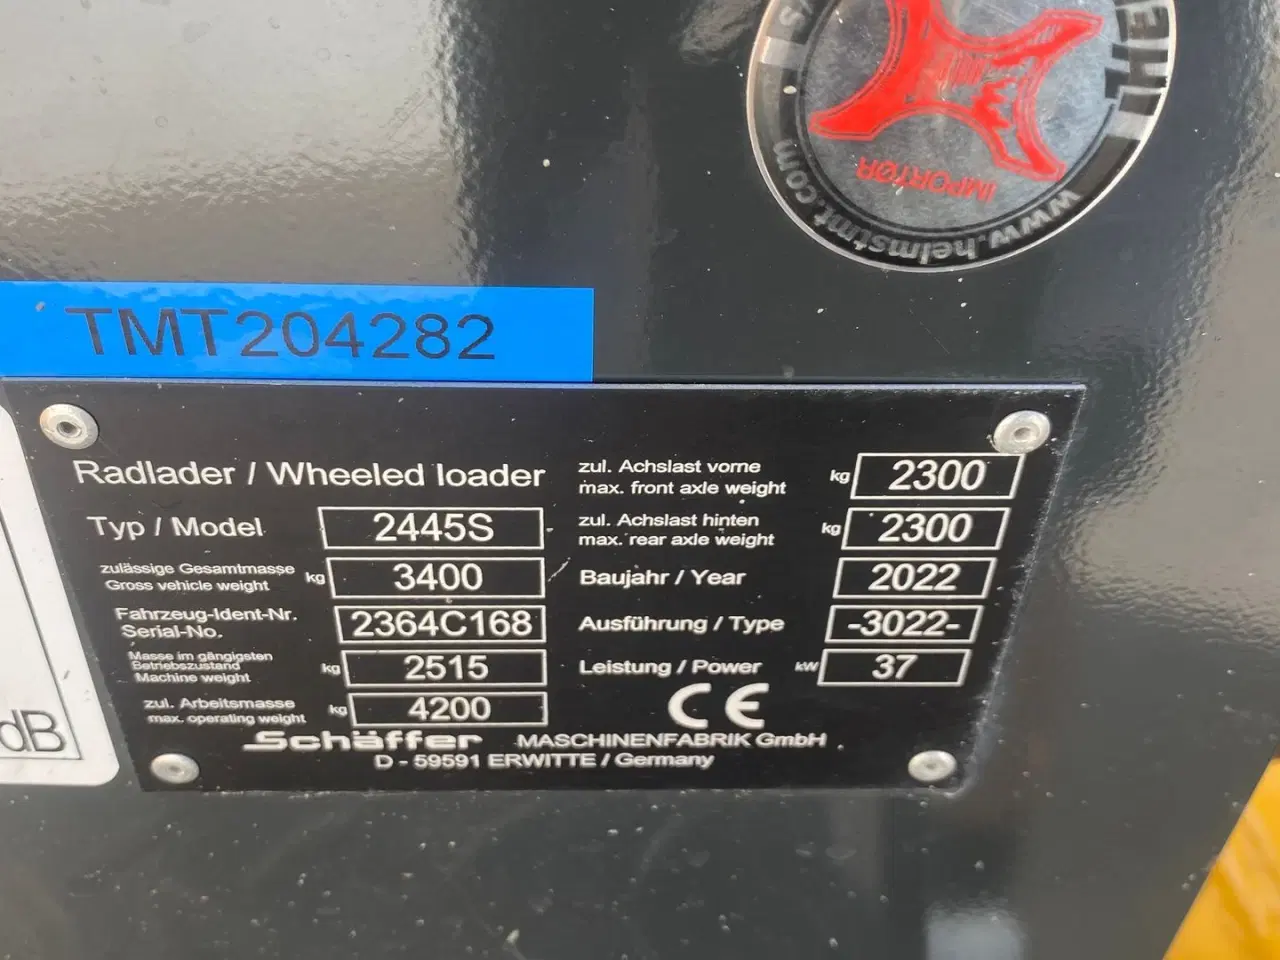 IMPORTØR
www.helmstmt.com
TMT204282
Radlader / Wheeled loader
Typ / Model 2445S
zulässige Gesamtmasse
Gross vehicle weight kg 3400
Fahrzeug-Ident-Nr.
Serial-No. 2364C168
Masse im gängigsten
Betriebszustand
Machine weight kg 2515
zul. Arbeitsmasse
max. operating weight kg 4200
zul. Achslast vorne
max. front axle weight kg 2300
zul. Achslast hinten
max. rear axle weight kg 2300
Baujahr / Year 2022
Ausführung / Type -3022-
Leistung / Power kW 37
CE
Schäffer MASCHINENFABRIK GmbH
D - 59591 ERWITTE / Germany
dB